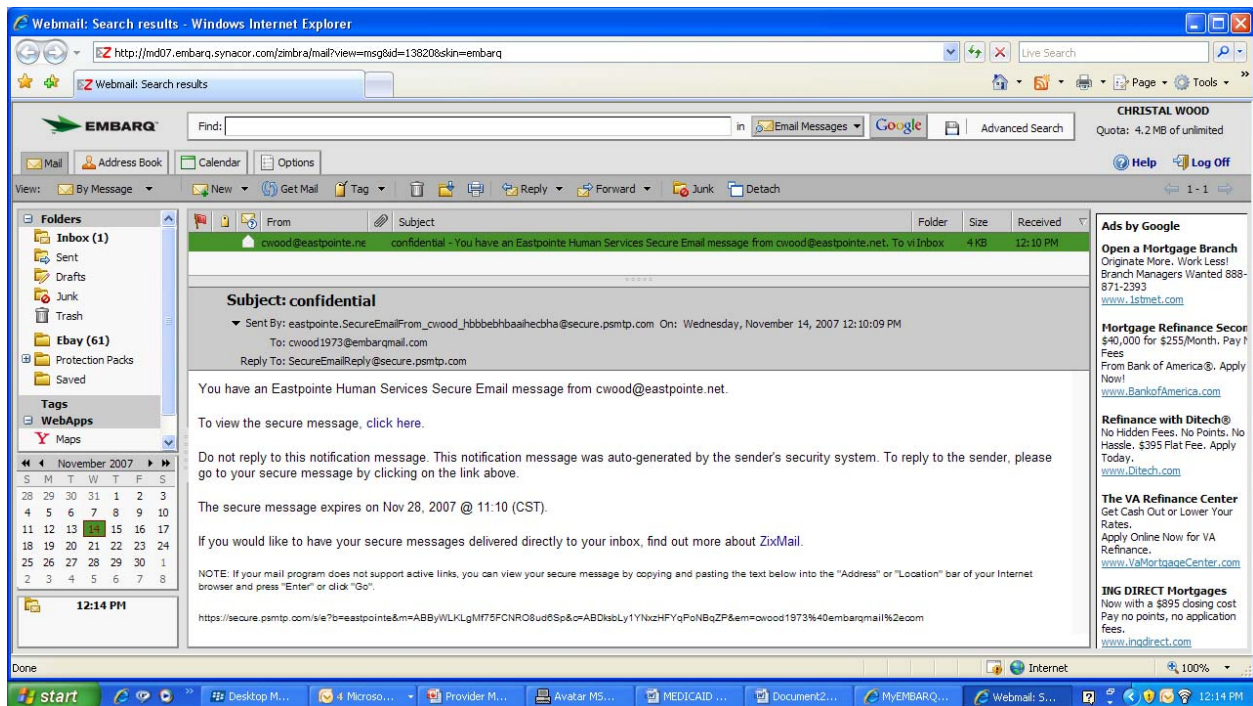 Webmail: Search results - Windows Internet Explorer
http://md07.embarq.synacor.com/zimbra/mail?view=msg&id=13820&skin=embarq
Live Search
Webmail: Search results
Page
Tools
EMBARQ
Find:
in
Email Messages
Google
Advanced Search
CHRISTAL WOOD
Quota: 4.2 MB of unlimited
Mail
Address Book
Calendar
Options
Help
Log Off
View:
By Message
New
Get Mail
Tag
Reply
Forward
Junk
Detach
1 - 1
Folders
Inbox (1)
Sent
Drafts
Junk
Trash
Ebay (61)
Protection Packs
Saved
Tags
WebApps
Maps
November 2007
S M T W T F S
28 29 30 31 1 2 3
4 5 6 7 8 9 10
11 12 13 14 15 16 17
18 19 20 21 22 23 24
25 26 27 28 29 30 1
2 3 4 5 6 7 8
12:14 PM
From Subject Folder Size Received
cwood@eastpointe.ne confidential - You have an Eastpointe Human Services Secure Email message from cwood@eastpointe.net. To vi Inbox 4 KB 12:10 PM
Subject: confidential
Sent By: eastpointe.SecureEmailFrom_cwood_hbbbebhbaaihecbha@secure.psmtp.com On: Wednesday, November 14, 2007 12:10:09 PM
To: cwood1973@embarqmail.com
Reply To: SecureEmailReply@secure.psmtp.com
You have an Eastpointe Human Services Secure Email message from cwood@eastpointe.net.
To view the secure message, click here.
Do not reply to this notification message. This notification message was auto-generated by the sender's security system. To reply to the sender, please
go to your secure message by clicking on the link above.
The secure message expires on Nov 28, 2007 @ 11:10 (CST).
If you would like to have your secure messages delivered directly to your inbox, find out more about ZixMail.
NOTE: If your mail program does not support active links, you can view your secure message by copying and pasting the text below into the "Address" or "Location" bar of your Internet
browser and press "Enter" or click "Go".
https://secure.psmtp.com/s/e?b=eastpointe&m=ABByWLKLgMf75FCNRO8ud6Sp&c=ABDksbLy1YNxzHFYqPoNBqZP&em=cwood1973%40embarqmail%2ecom
Ads by Google
Open a Mortgage Branch
Originate More. Work Less!
Branch Managers Wanted 888-
871-2393
www.1stmet.com
Mortgage Refinance Secon
$40,000 for $255/Month. Pay N
Fees
From Bank of America®. Apply
Now!
www.BankofAmerica.com
Refinance with Ditech®
No Hidden Fees. No Points. No
Hassle. $395 Flat Fee. Apply
Today.
www.Ditech.com
The VA Refinance Center
Get Cash Out or Lower Your
Rates.
Apply Online Now for VA
Refinance.
www.VaMortgageCenter.com
ING DIRECT Mortgages
Now with a $895 closing cost
Pay no points, no application
fees.
www.ingdirect.com
Done
Internet
100%
start
Desktop M...
4 Microso...
Provider M...
Avatar MS...
MEDICAID ...
Document2...
MyEMBARQ...
Webmail: S...
12:14 PM